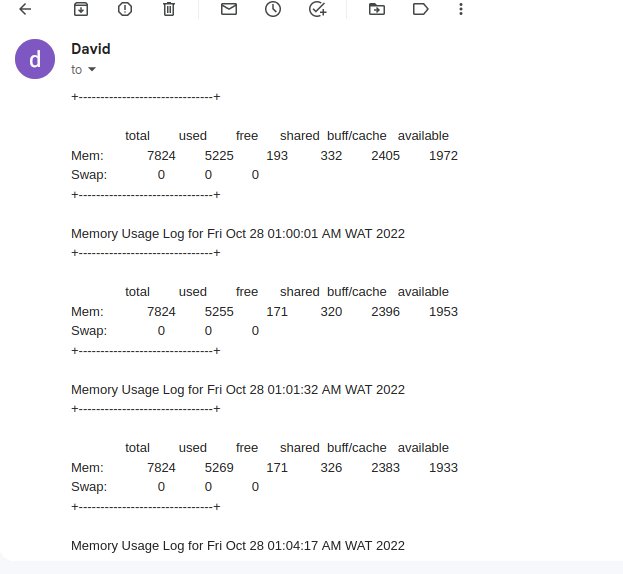 David
d
to
+------------------------------+
total used free shared buff/cache available
Mem: 7824 5225 193 332 2405 1972
Swap: 0 0 0
+------------------------------+
Memory Usage Log for Fri Oct 28 01:00:01 AM WAT 2022
+------------------------------+
total used free shared buff/cache available
Mem: 7824 5255 171 320 2396 1953
Swap: 0 0 0
+------------------------------+
Memory Usage Log for Fri Oct 28 01:01:32 AM WAT 2022
+------------------------------+
total used free shared buff/cache available
Mem: 7824 5269 171 326 2383 1933
Swap: 0 0 0
+------------------------------+
Memory Usage Log for Fri Oct 28 01:04:17 AM WAT 2022